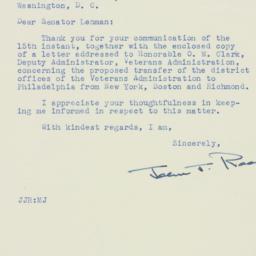 Washington, D. C.
Dear Senator Lehman:
Thank you for your communication of the
15th instant, together with the enclosed copy
of a letter addressed to Honorable O. W. Clark,
Deputy Administrator, Veterans Administration,
concerning the proposed transfer of the district
offices of the Veterans Administration to
Philadelphia from New York, Boston and Richmond.
I appreciate your thoughtfulness in keep-
ing me informed in respect to this matter.
With kindest regards, I am,
Sincerely,
JJR:MJ